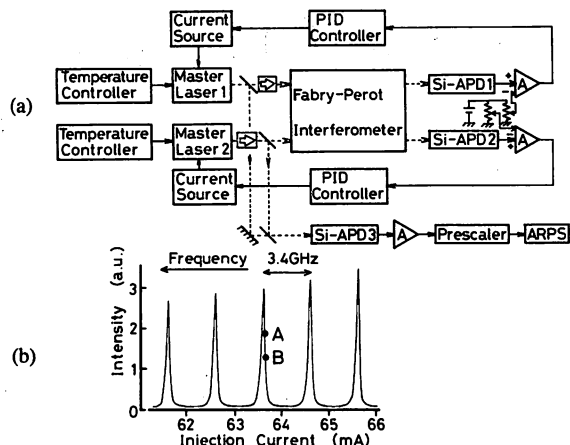 (a)
Current
Source
PID
Controller
Temperature
Controller
Master
Laser 1
Fabry-Perot
Interferometer
Si-APD1
A
Temperature
Controller
Master
Laser 2
Si-APD2
A
Current
Source
PID
Controller
Si-APD3
A
Prescaler
ARPS
(b)
Frequency
3.4GHz
Intensity (a.u.)
3
2
1
0
A
B
62 63 64 65 66
Injection Current (mA)